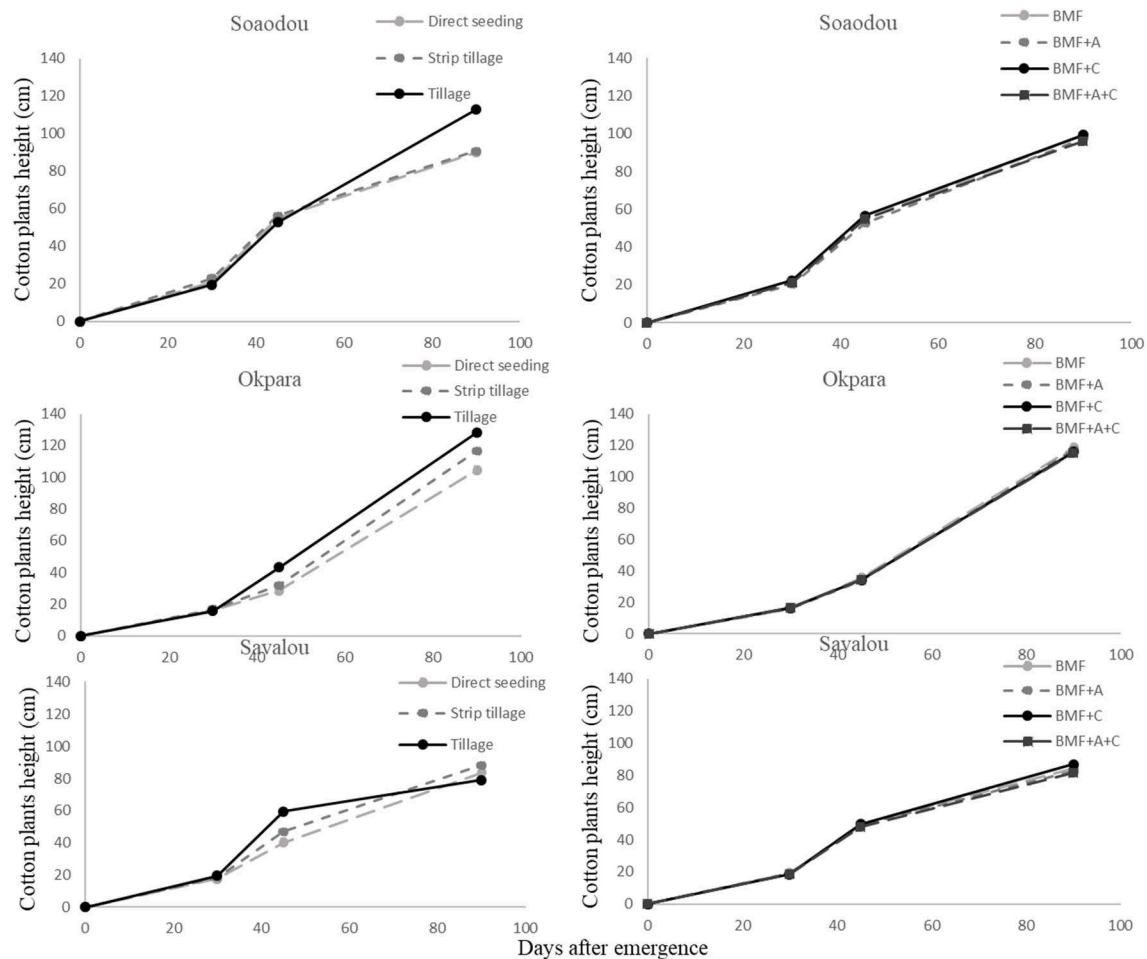 Soaodou
Direct seeding
Strip tillage
Tillage
Cotton plants height (cm)
140
120
100
80
60
40
20
0
0 20 40 60 80 100
Soaodou
BMF
BMF+A
BMF+C
BMF+A+C
Cotton plants height (cm)
140
120
100
80
60
40
20
0
0 20 40 60 80 100
Okpara
Direct seeding
Strip tillage
Tillage
Cotton plants height (cm)
140
120
100
80
60
40
20
0
0 20 40 60 80 100
Okpara
BMF
BMF+A
BMF+C
BMF+A+C
Cotton plants height (cm)
140
120
100
80
60
40
20
0
0 20 40 60 80 100
Savalou
Direct seeding
Strip tillage
Tillage
Cotton plants height (cm)
140
120
100
80
60
40
20
0
0 20 40 60 80 100
Savalou
BMF
BMF+A
BMF+C
BMF+A+C
Cotton plants height (cm)
140
120
100
80
60
40
20
0
0 20 40 60 80 100
Days after emergence